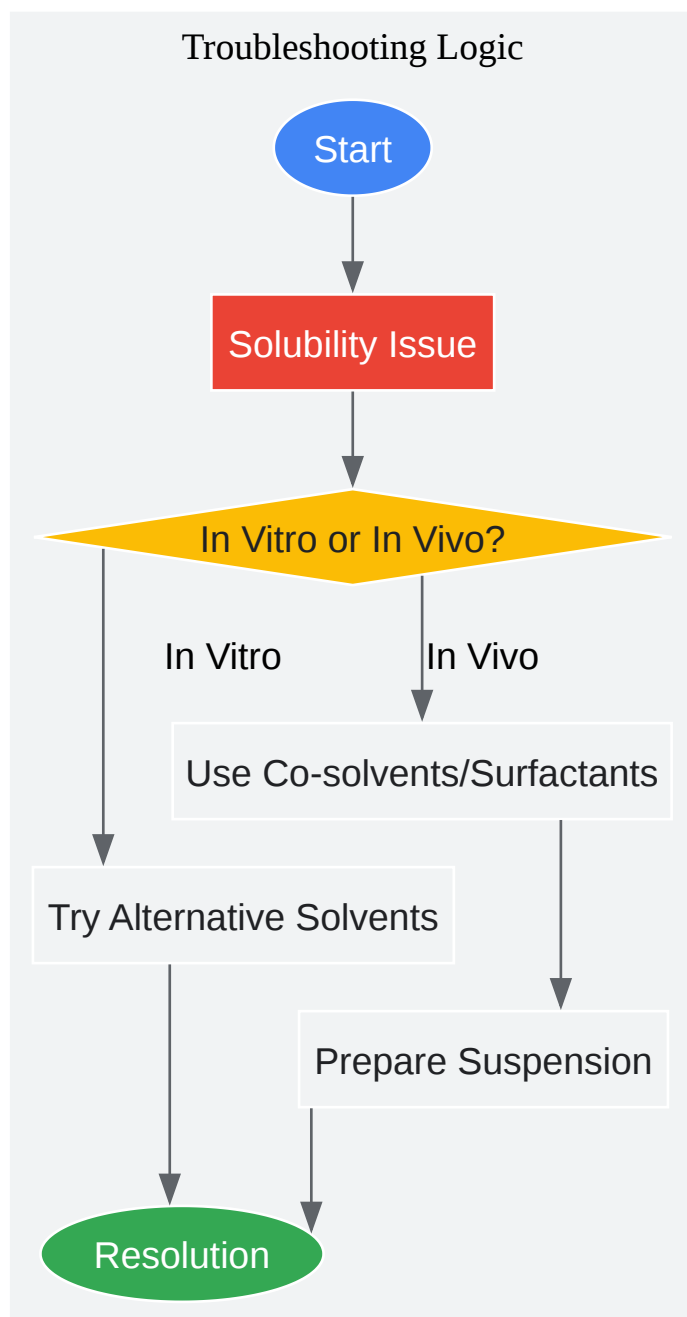 Troubleshooting Logic
Start
Solubility Issue
In Vitro or In Vivo?
In Vitro
In Vivo
Use Co-solvents/Surfactants
Try Alternative Solvents
Prepare Suspension
Resolution